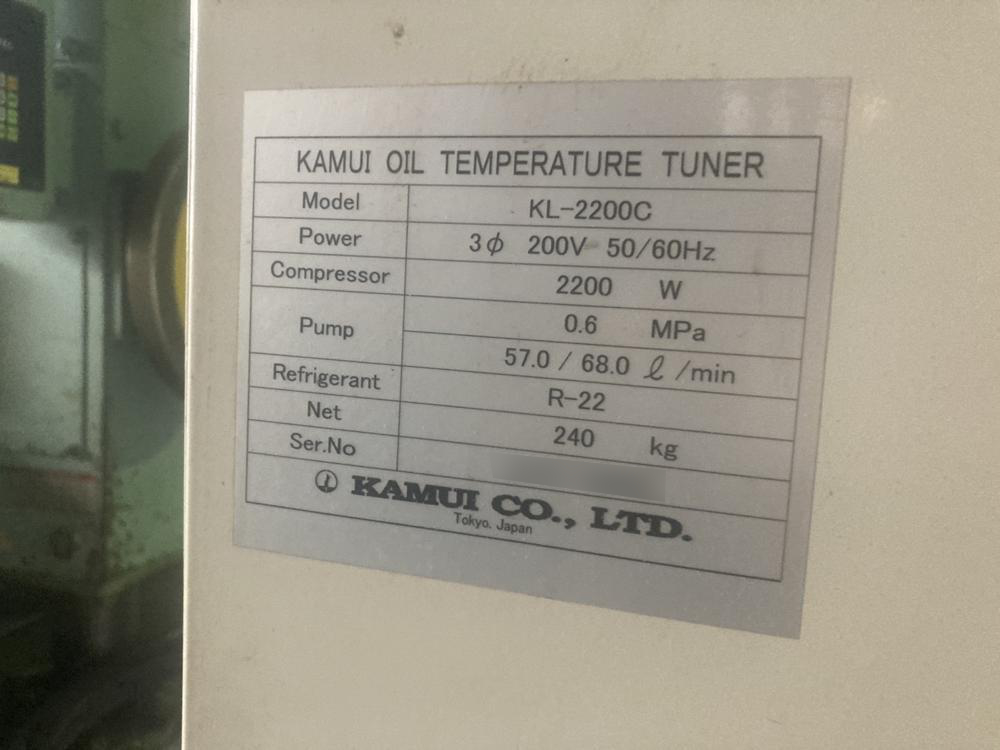 KAMUI OIL TEMPERATURE TUNER
Model KL-2200C
Power 3φ 200V 50/60Hz
Compressor 2200 W
Pump 0.6 MPa
57.0 / 68.0 ℓ /min
Refrigerant R-22
Net 240 kg
Ser.No
KAMUI CO., LTD.
Tokyo. Japan